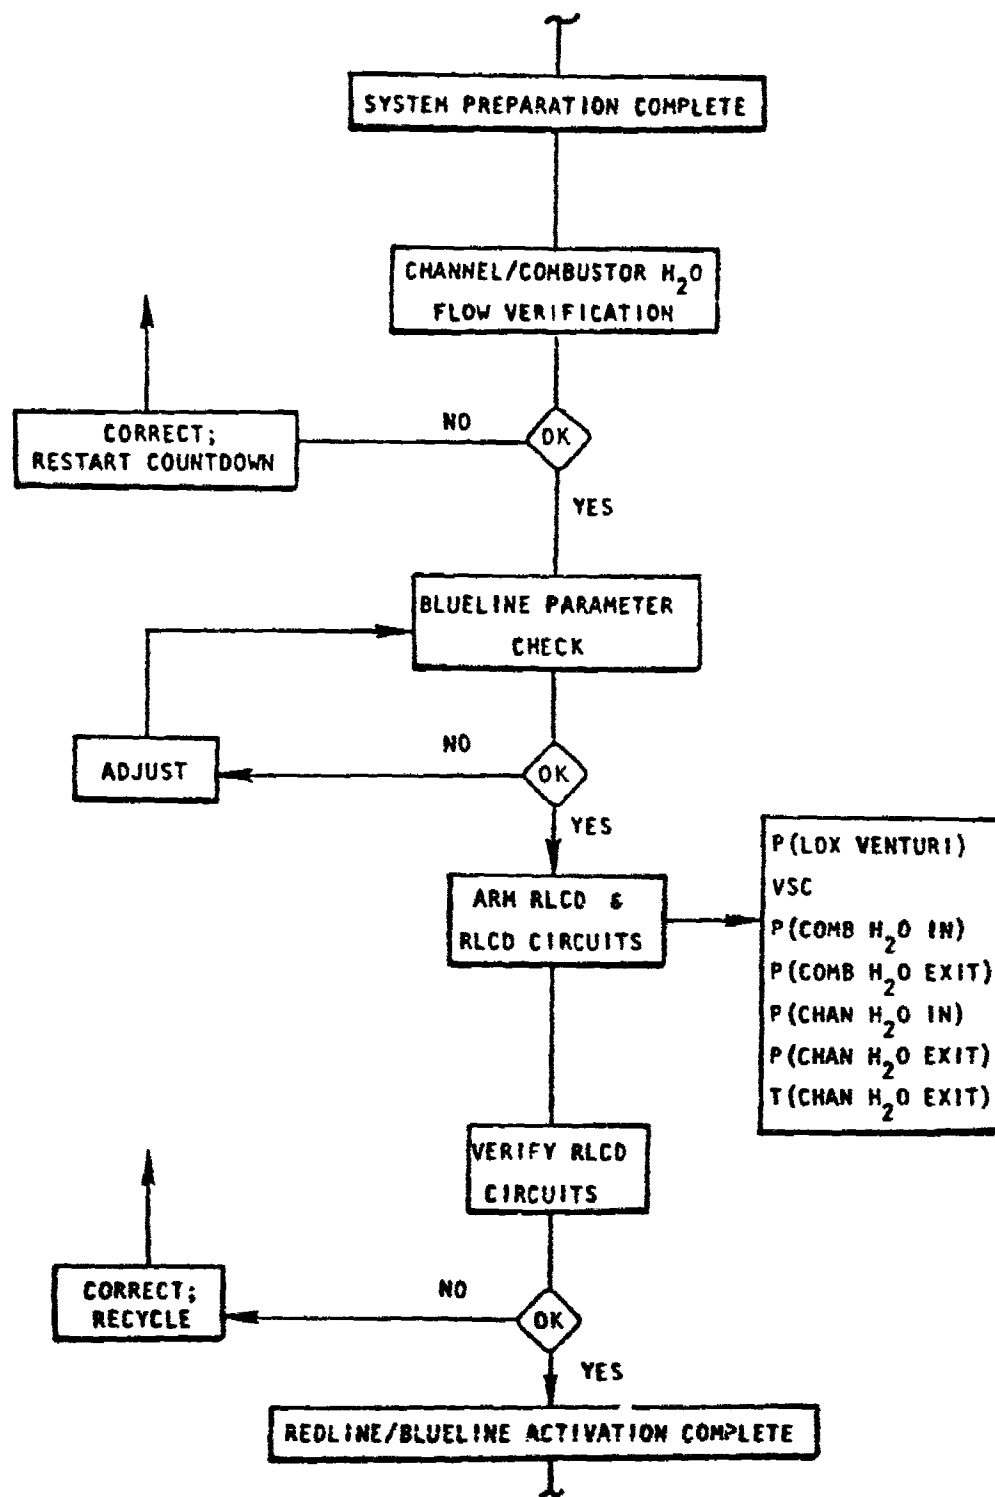 SYSTEM PREPARATION COMPLETE
CHANNEL/COMBUSTOR H₂O
FLOW VERIFICATION
NO
OK
CORRECT;
RESTART COUNTDOWN
YES
BLUELINE PARAMETER
CHECK
NO
OK
ADJUST
YES
ARM RLCD &
RLCD CIRCUITS
P(LOX VENTURI)
VSC
P(COMB H₂O IN)
P(COMB H₂O EXIT)
P(CHAN H₂O IN)
P(CHAN H₂O EXIT)
T(CHAN H₂O EXIT)
VERIFY RLCD
CIRCUITS
NO
OK
CORRECT;
RECYCLE
YES
REDLINE/BLUELINE ACTIVATION COMPLETE